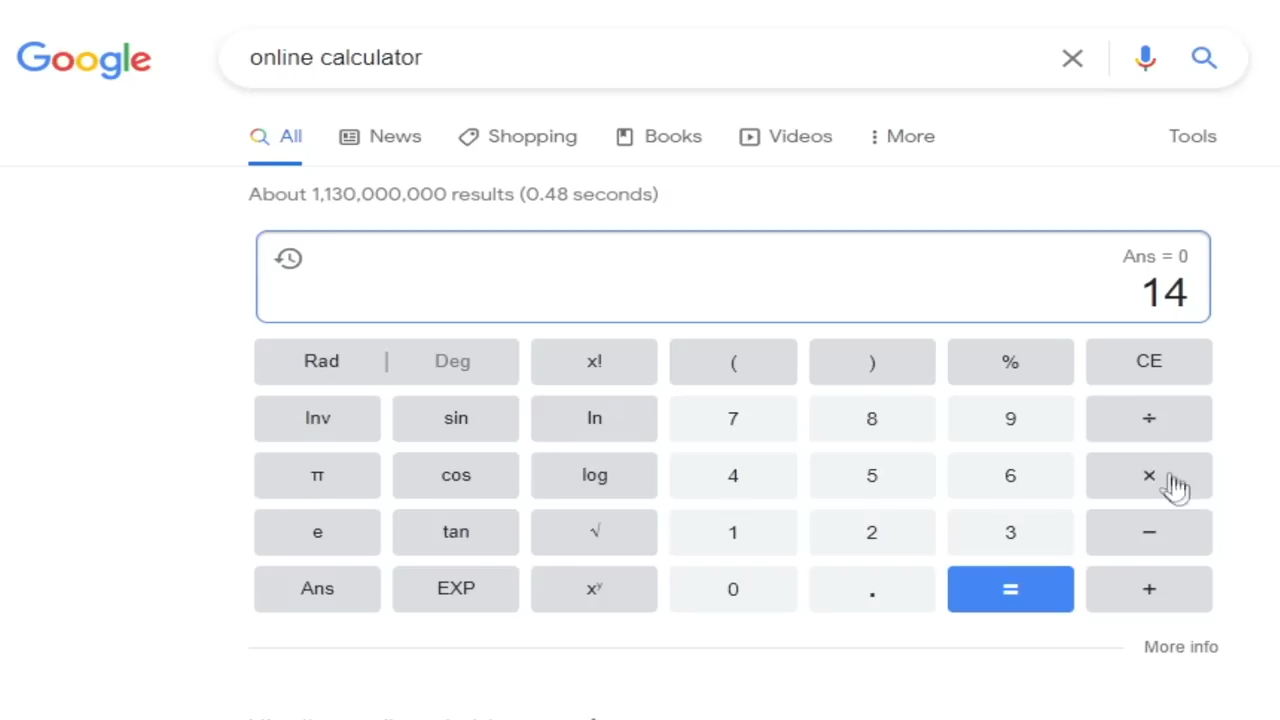 Google
online calculator
All News Shopping Books Videos More Tools
About 1,130,000,000 results (0.48 seconds)
Ans = 0
14
Rad | Deg x! ( ) % CE
Inv sin ln 7 8 9 ÷
π cos log 4 5 6 ×
e tan √ 1 2 3 −
Ans EXP xʸ 0 . = +
More info